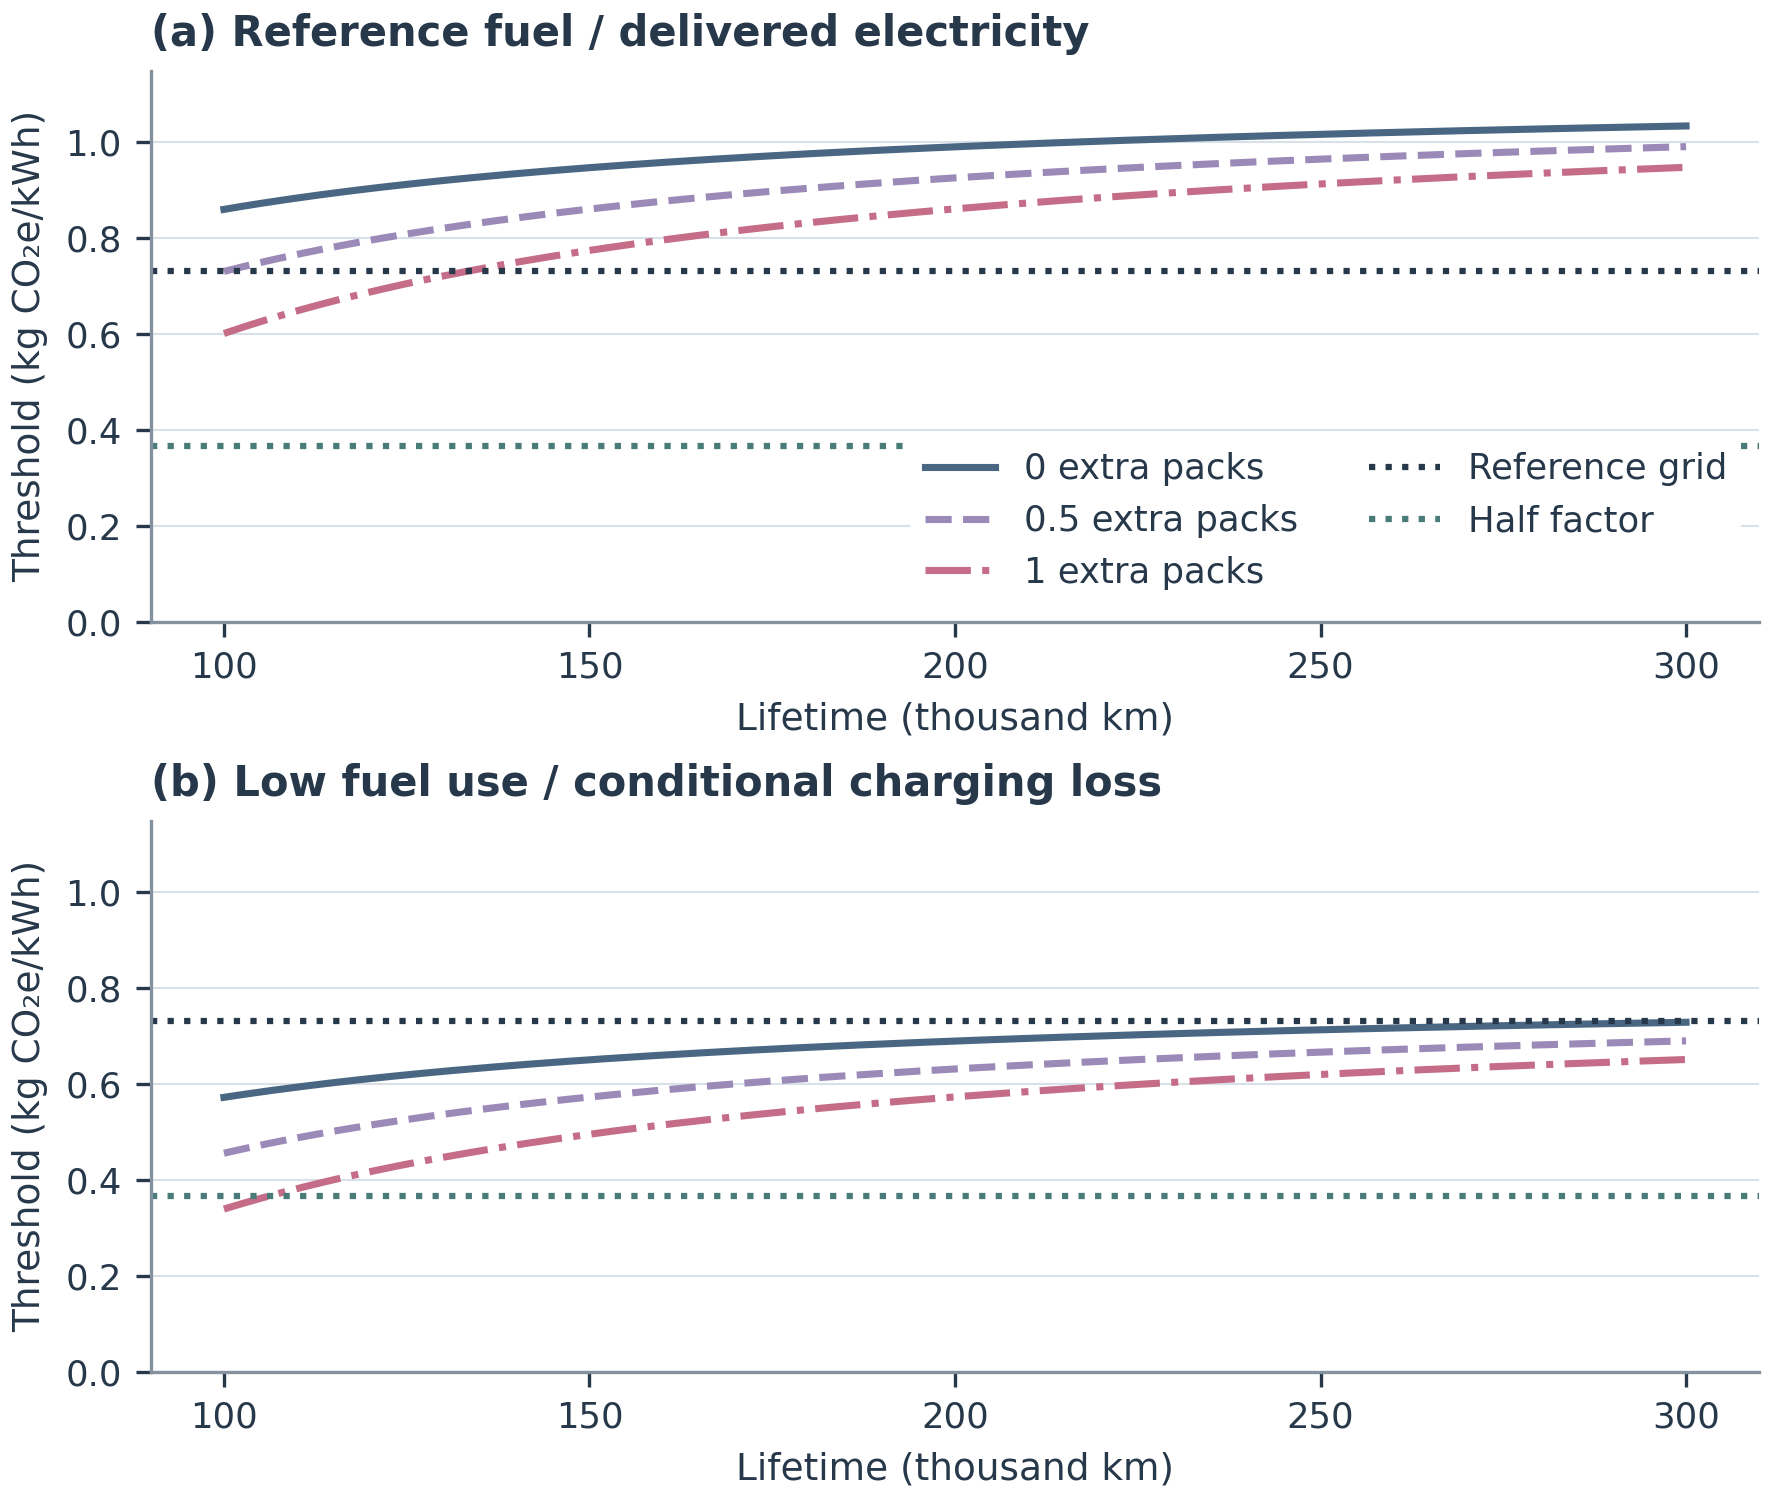 (a) Reference fuel / delivered electricity
Threshold (kg CO₂e/kWh)
1.0
0.8
0.6
0.4
0.2
0.0
0 extra packs
0.5 extra packs
1 extra packs
Reference grid
Half factor
100 150 200 250 300
Lifetime (thousand km)
(b) Low fuel use / conditional charging loss
Threshold (kg CO₂e/kWh)
1.0
0.8
0.6
0.4
0.2
0.0
100 150 200 250 300
Lifetime (thousand km)